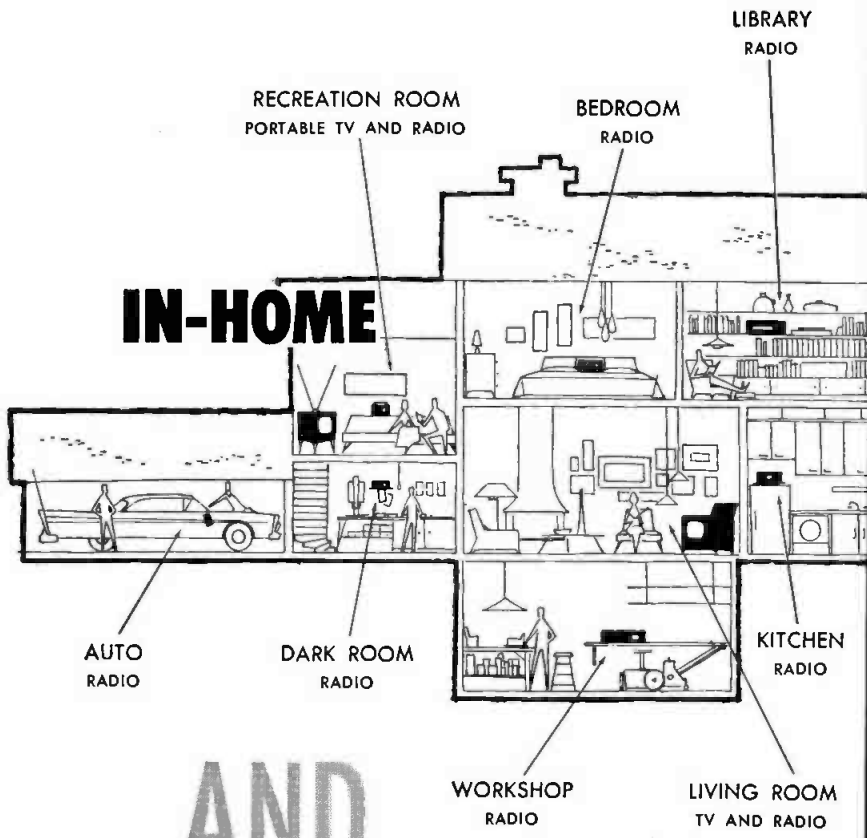 LIBRARY
RADIO
RECREATION ROOM
PORTABLE TV AND RADIO
BEDROOM
RADIO
IN-HOME
AUTO
RADIO
DARK ROOM
RADIO
KITCHEN
RADIO
WORKSHOP
RADIO
LIVING ROOM
TV AND RADIO
AND